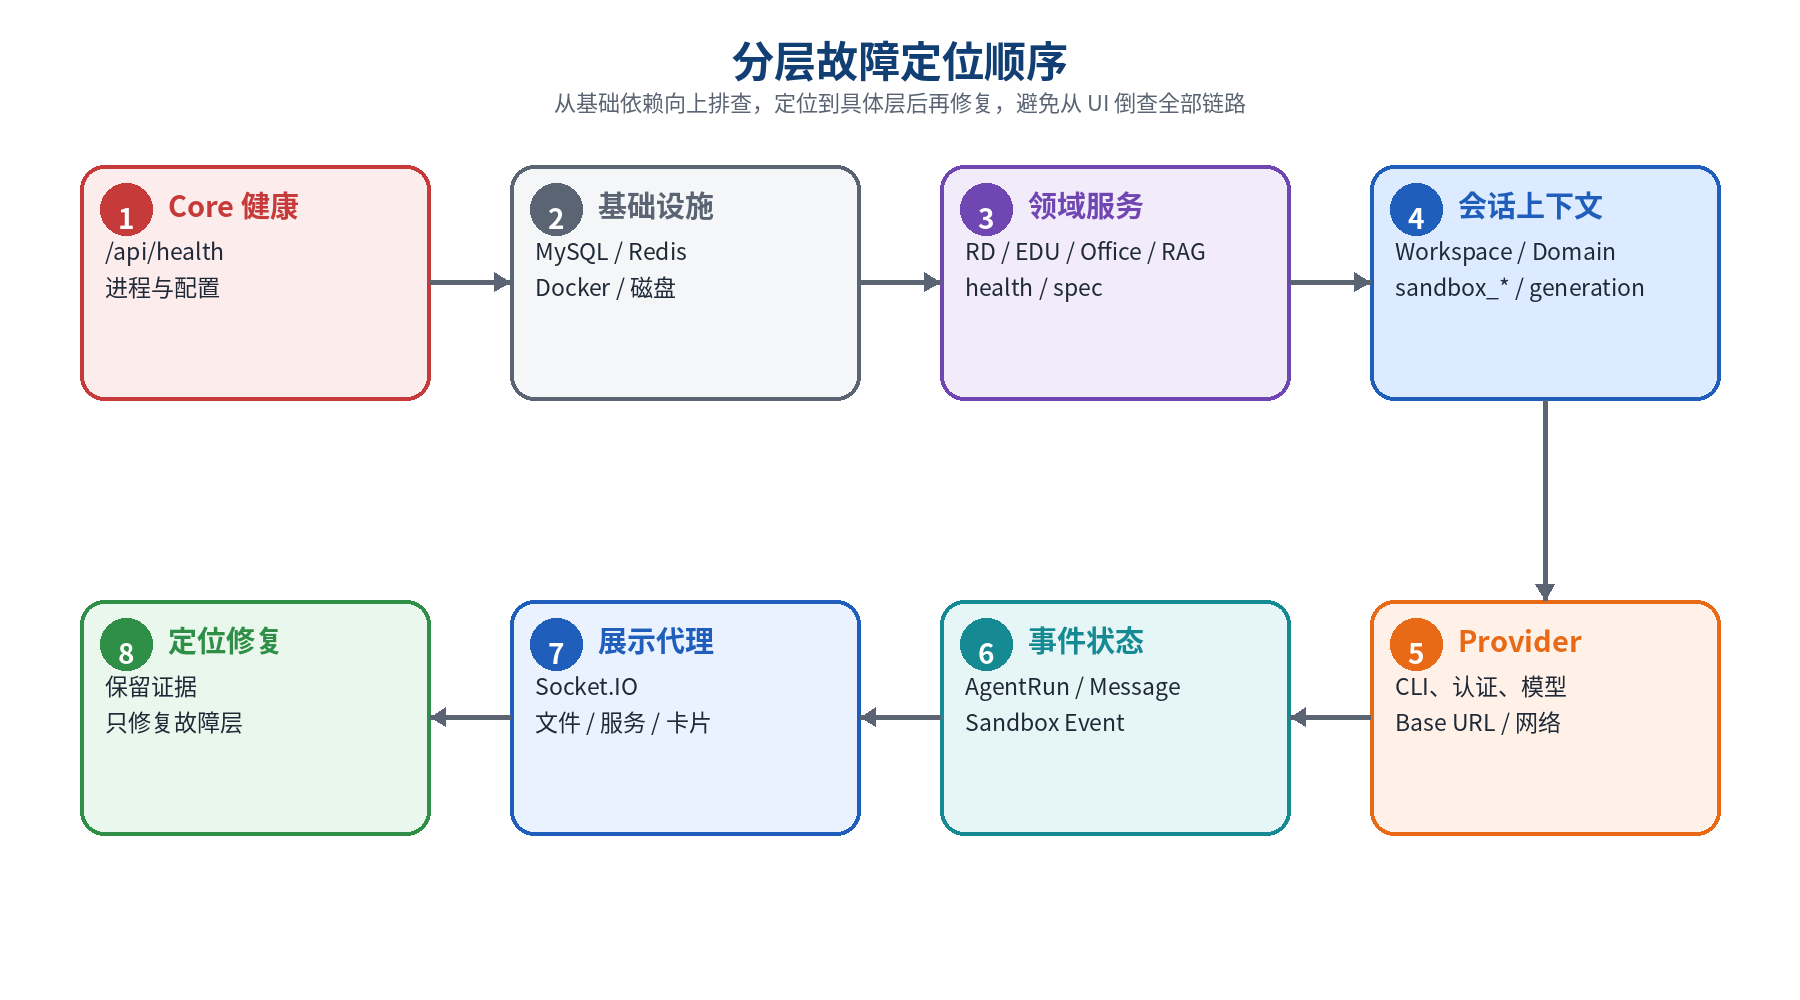 分层故障定位顺序
从基础依赖向上排查，定位到具体层后再修复，避免从 UI 倒查全部链路
1 Core 健康
/api/health
进程与配置
2 基础设施
MySQL / Redis
Docker / 磁盘
3 领域服务
RD / EDU / Office / RAG
health / spec
4 会话上下文
Workspace / Domain
sandbox_* / generation
5 Provider
CLI、认证、模型
Base URL / 网络
6 事件状态
AgentRun / Message
Sandbox Event
7 展示代理
Socket.IO
文件 / 服务 / 卡片
8 定位修复
保留证据
只修复故障层